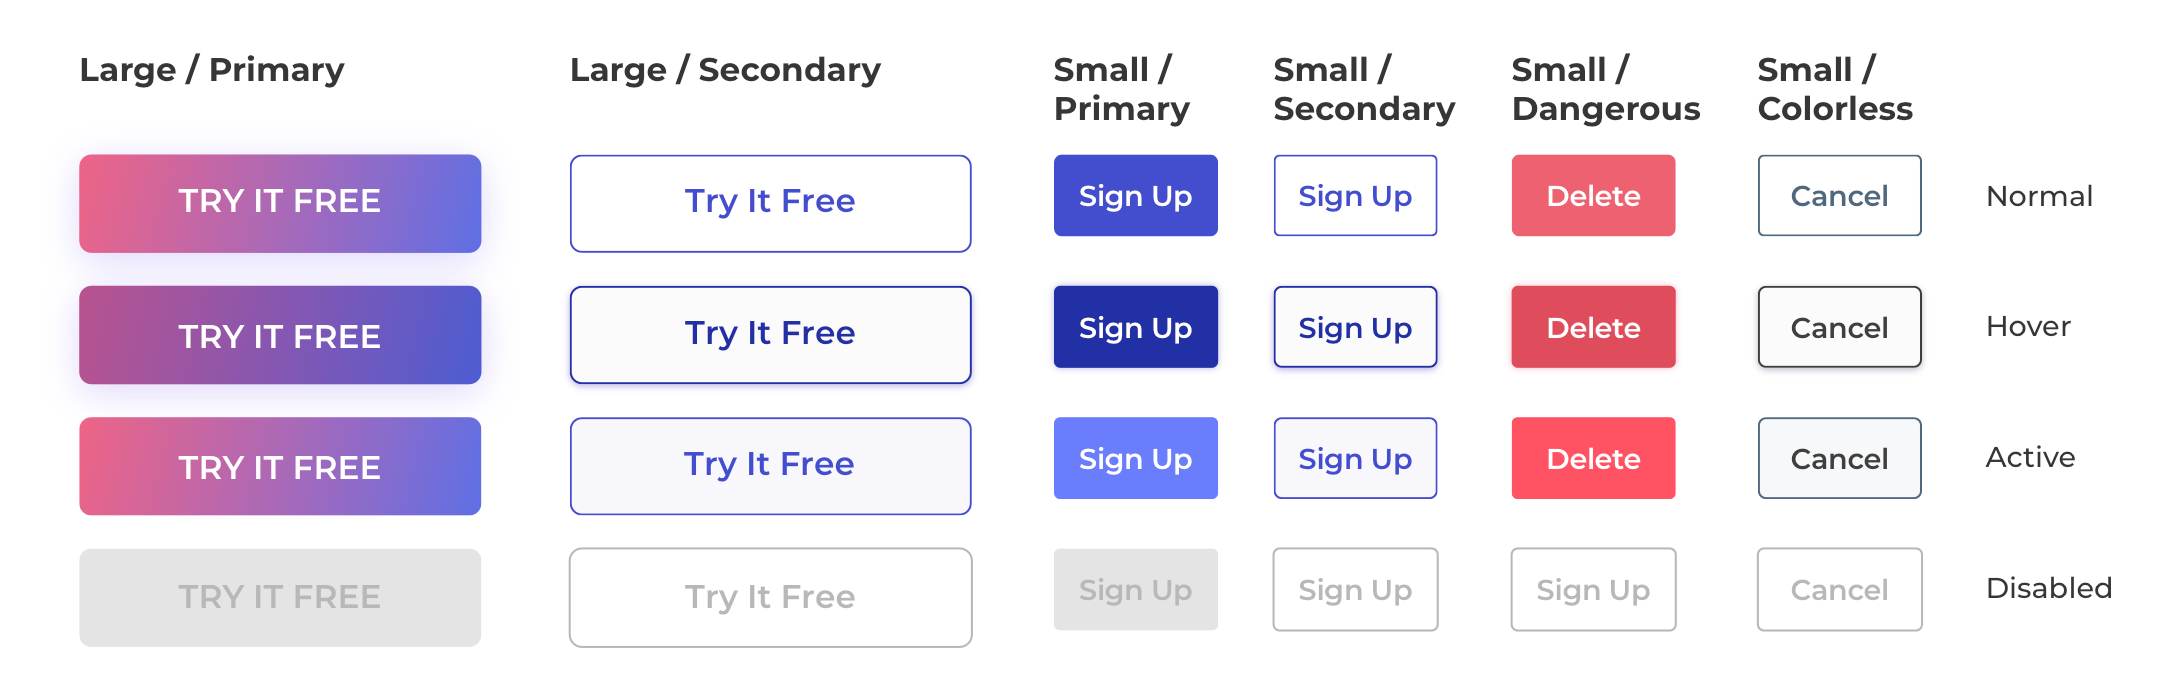 Large / Primary
Large / Secondary
Small /
Primary
Small /
Secondary
Small /
Dangerous
Small /
Colorless
TRY IT FREE
Try It Free
Sign Up
Sign Up
Delete
Cancel
Normal
TRY IT FREE
Try It Free
Sign Up
Sign Up
Delete
Cancel
Hover
TRY IT FREE
Try It Free
Sign Up
Sign Up
Delete
Cancel
Active
TRY IT FREE
Try It Free
Sign Up
Sign Up
Sign Up
Cancel
Disabled